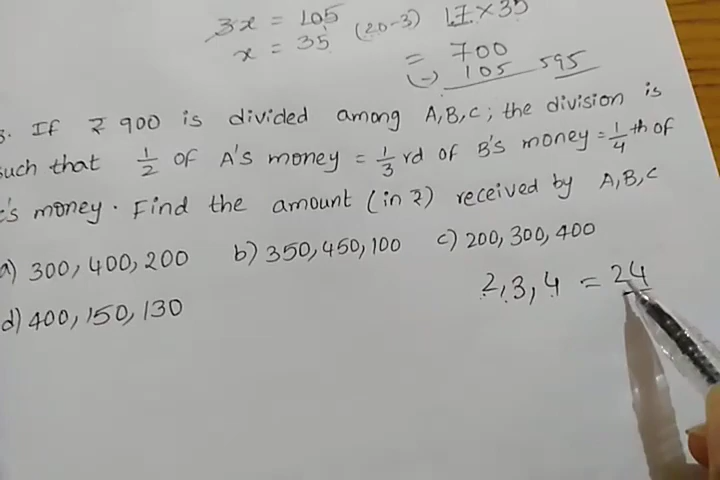 3x = 105 (20-3) 17×35
x = 35 = 700
(-) 105 595
3. If ₹ 900 is divided among A,B,C; the division is
such that 1/2 of A's money = 1/3 rd of B's money = 1/4 th of
c's money. Find the amount (in ₹) received by A,B,C
a) 300, 400, 200 b) 350, 450, 100 c) 200, 300, 400
2, 3, 4 = 24
d) 400, 150, 130